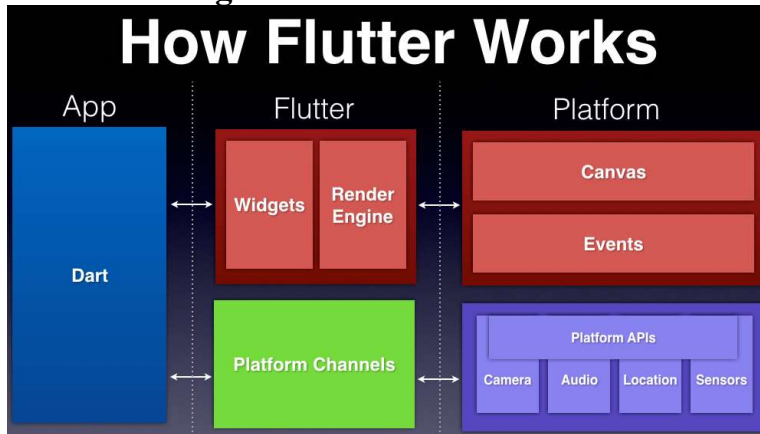 How Flutter Works
App
Flutter
Platform
Dart
Widgets
Render
Engine
Canvas
Events
Platform Channels
Platform APIs
Camera
Audio
Location
Sensors